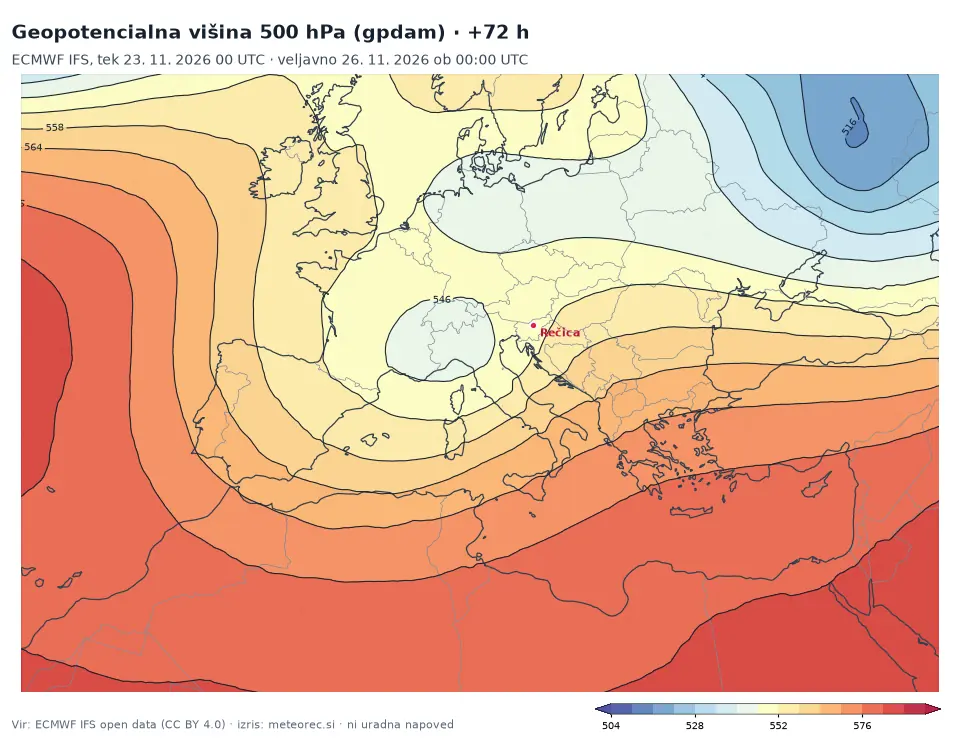 Geopotencialna višina 500 hPa (gpdam) · +72 h
ECMWF IFS, tek 23. 11. 2026 00 UTC · veljavno 26. 11. 2026 ob 00:00 UTC
516
558
564
546
Rečica
504 528 552 576
Vir: ECMWF IFS open data (CC BY 4.0) · izris: meteorec.si · ni uradna napoved